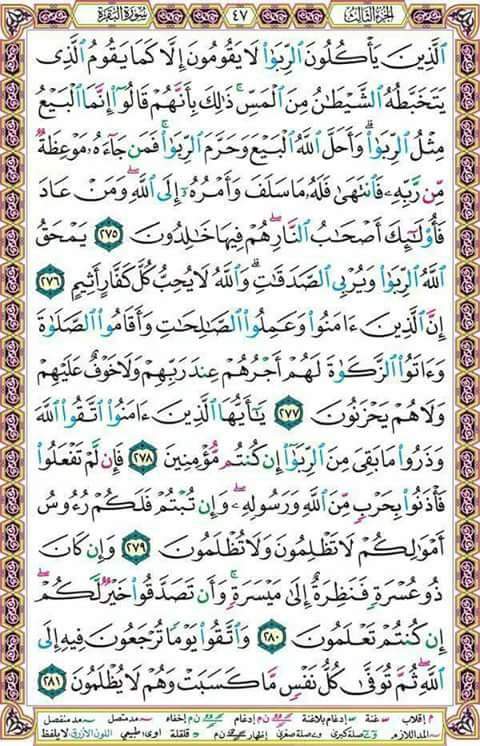 الجزء الثالث ٤٧ سورة البقرة
ٱلَّذِينَ يَأْكُلُونَ ٱلرِّبَوٰا۟ لَا يَقُومُونَ إِلَّا كَمَا يَقُومُ ٱلَّذِى
يَتَخَبَّطُهُ ٱلشَّيْطَٰنُ مِنَ ٱلْمَسِّ ۚ ذَٰلِكَ بِأَنَّهُمْ قَالُوٓا۟ إِنَّمَا ٱلْبَيْعُ
مِثْلُ ٱلرِّبَوٰا۟ ۗ وَأَحَلَّ ٱللَّهُ ٱلْبَيْعَ وَحَرَّمَ ٱلرِّبَوٰا۟ ۚ فَمَن جَآءَهُۥ مَوْعِظَةٌ
مِّن رَّبِّهِۦ فَٱنتَهَىٰ فَلَهُۥ مَا سَلَفَ وَأَمْرُهُۥٓ إِلَى ٱللَّهِ ۖ وَمَنْ عَادَ
فَأُو۟لَٰٓئِكَ أَصْحَٰبُ ٱلنَّارِ ۖ هُمْ فِيهَا خَٰلِدُونَ ٢٧٥ يَمْحَقُ
ٱللَّهُ ٱلرِّبَوٰا۟ وَيُرْبِى ٱلصَّدَقَٰتِ ۗ وَٱللَّهُ لَا يُحِبُّ كُلَّ كَفَّارٍ أَثِيمٍ ٢٧٦
إِنَّ ٱلَّذِينَ ءَامَنُوا۟ وَعَمِلُوا۟ ٱلصَّٰلِحَٰتِ وَأَقَامُوا۟ ٱلصَّلَوٰةَ
وَءَاتَوُا۟ ٱلزَّكَوٰةَ لَهُمْ أَجْرُهُمْ عِندَ رَبِّهِمْ وَلَا خَوْفٌ عَلَيْهِمْ
وَلَا هُمْ يَحْزَنُونَ ٢٧٧ يَٰٓأَيُّهَا ٱلَّذِينَ ءَامَنُوا۟ ٱتَّقُوا۟ ٱللَّهَ
وَذَرُوا۟ مَا بَقِىَ مِنَ ٱلرِّبَوٰٓا۟ إِن كُنتُم مُّؤْمِنِينَ ٢٧٨ فَإِن لَّمْ تَفْعَلُوا۟
فَأْذَنُوا۟ بِحَرْبٍ مِّنَ ٱللَّهِ وَرَسُولِهِۦ ۖ وَإِن تُبْتُمْ فَلَكُمْ رُءُوسُ
أَمْوَٰلِكُمْ لَا تَظْلِمُونَ وَلَا تُظْلَمُونَ ٢٧٩ وَإِن كَانَ
ذُو عُسْرَةٍ فَنَظِرَةٌ إِلَىٰ مَيْسَرَةٍ ۚ وَأَن تَصَدَّقُوا۟ خَيْرٌ لَّكُمْ ۖ
إِن كُنتُمْ تَعْلَمُونَ ٢٨٠ وَٱتَّقُوا۟ يَوْمًا تُرْجَعُونَ فِيهِ إِلَى
ٱللَّهِ ۖ ثُمَّ تُوَفَّىٰ كُلُّ نَفْسٍ مَّا كَسَبَتْ وَهُمْ لَا يُظْلَمُونَ ٢٨١
م إقلاب غنة إدغام بلاغنة ن م إدغام ن م إخفاء مد متصل مد منفصل
المد اللازم صلة كبرى صلة صغرى إظهار ن م قلقلة طبيعي اللون الأزرق لا يلفظ